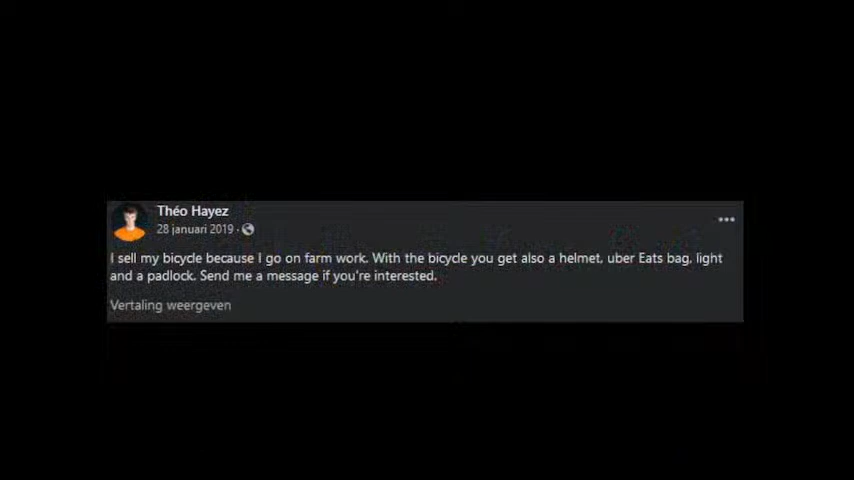 Théo Hayez
28 januari 2019 ·
I sell my bicycle because I go on farm work. With the bicycle you get also a helmet, uber Eats bag, light
and a padlock. Send me a message if you're interested.
Vertaling weergeven